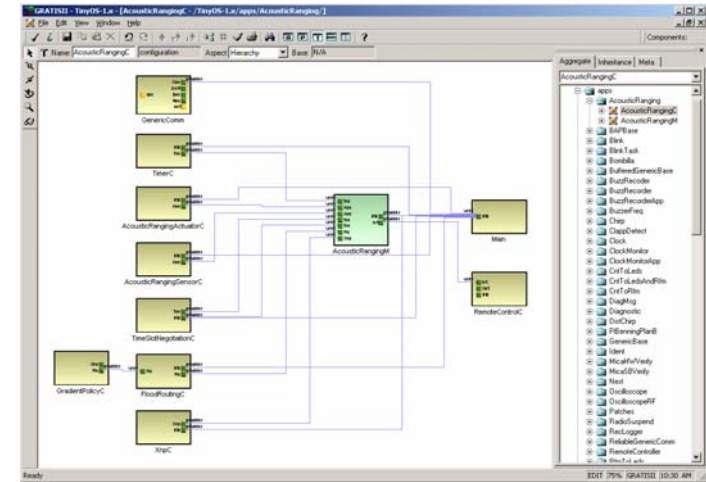 GRATISII - TinyOS-1.x - [AcousticRangingC - /TinyOS-1.x/apps/AcousticRanging/]
File Edit View Window Help
Components:
Name: AcousticRangingC configuration Aspect: Hierarchy Base: N/A
Aggregate Inheritance Meta
AcousticRangingC
GenericComm
TimerC
AcousticRangingActuatorC
AcousticRangingM
Main
AcousticRangingSensorC
RemoteControlC
TimeSlotNegotiationC
GradientPolicyC
FloodRoutingC
XnpC
apps
AcousticRanging
AcousticRangingC
AcousticRangingM
BAPBase
Blink
BlinkTask
Bombilla
BufferedGenericBase
BuzzRecoder
BuzzRecorder
BuzzRecorderApp
BuzzerFreq
Chirp
ClappDetect
Clock
ClockMonitor
ClockMonitorApp
CntToLeds
CntToLedsAndRfm
CntToRfm
DiagMsg
Diagnostic
DistChirp
FtBenningPlanB
GenericBase
Ident
MicaHWVerify
MicaSBVerify
Nest
Oscilloscope
OscilloscopeRF
Patches
RadioSuspend
RecLogger
ReliableGenericComm
RemoteController
RfmToLeds
Ready
EDIT 75% GRATISII 10:30 AM